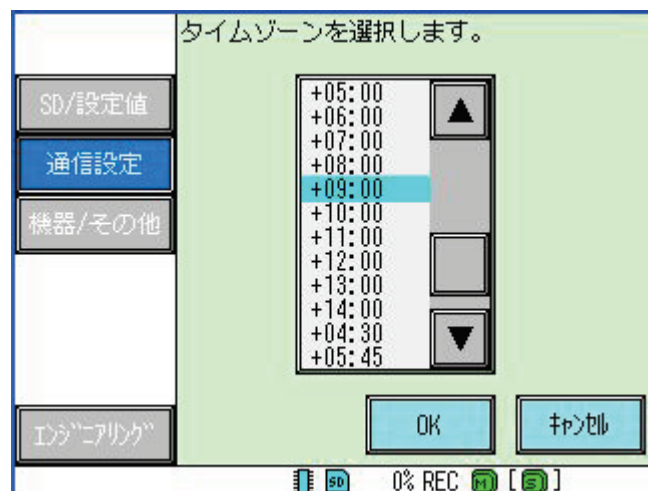 タイムゾーンを選択します。
SD/設定値
通信設定
機器/その他
ｴﾝｼﾞﾆｱﾘﾝｸﾞ
+05:00
+06:00
+07:00
+08:00
+09:00
+10:00
+11:00
+12:00
+13:00
+14:00
+04:30
+05:45
OK
ｷｬﾝｾﾙ
SD 0% REC M [S]